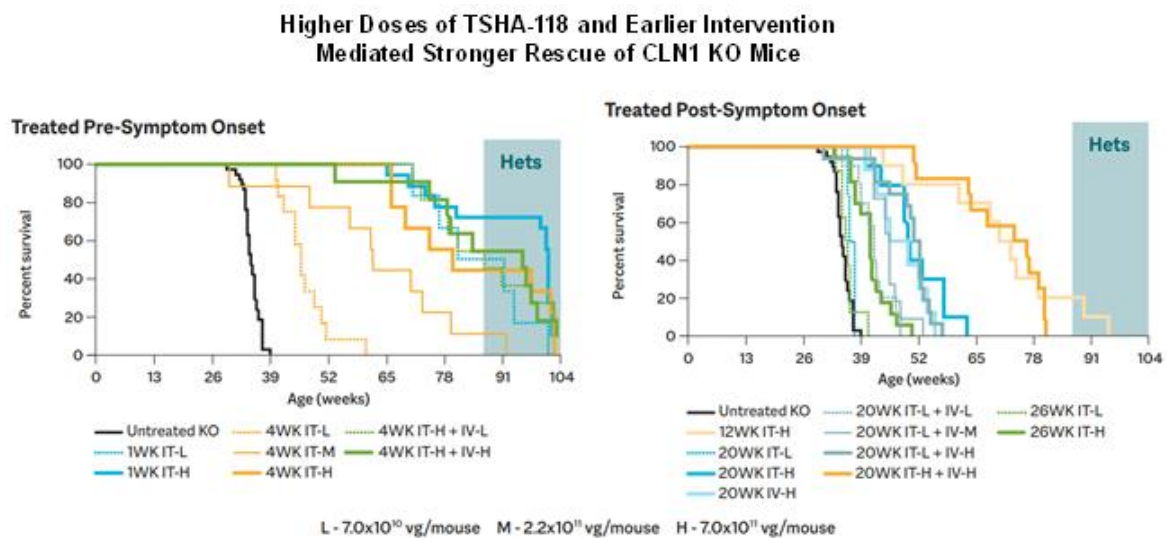 Higher Doses of TSHA-118 and Earlier Intervention
Mediated Stronger Rescue of CLN1 KO Mice
Treated Pre-Symptom Onset
Hets
Percent survival
100
80
60
40
20
0
0 13 26 39 52 65 78 91 104
Age (weeks)
Untreated KO 4WK IT-L 4WK IT-H + IV-L
1WK IT-L 4WK IT-M 4WK IT-H + IV-H
1WK IT-H 4WK IT-H
Treated Post-Symptom Onset
Hets
Percent survival
100
80
60
40
20
0
0 13 26 39 52 65 78 91 104
Age (weeks)
Untreated KO 20WK IT-L + IV-L 26WK IT-L
12WK IT-H 20WK IT-L + IV-M 26WK IT-H
20WK IT-L 20WK IT-L + IV-H
20WK IT-H 20WK IT-H + IV-H
20WK IV-H
L - 7.0x10¹⁰ vg/mouse M - 2.2x10¹¹ vg/mouse H - 7.0x10¹¹ vg/mouse